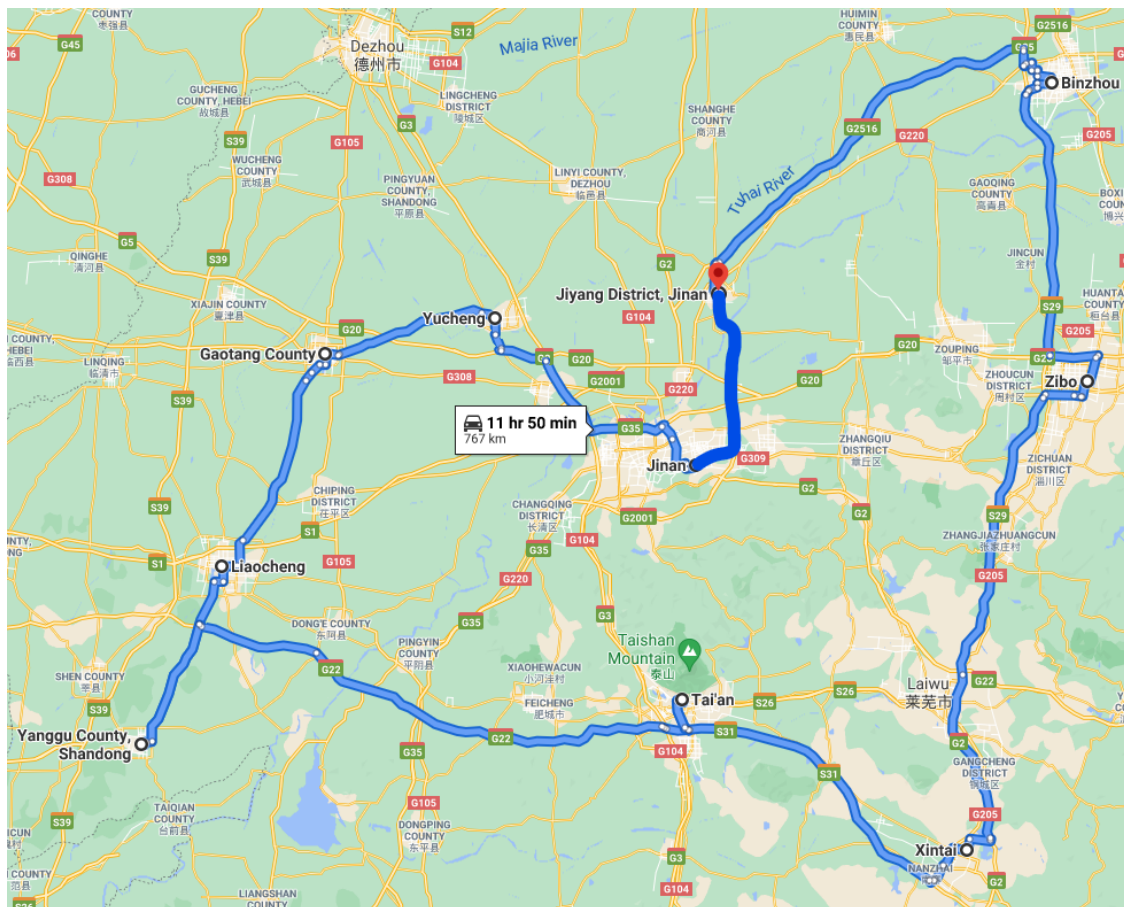 枣强县
G45
S12
HUIMIN
COUNTY
惠民县
G2516
Dezhou
德州市
Majia River
G104
Binzhou
GUCHENG
COUNTY, HEBEI
故城县
LINGCHENG
DISTRICT
陵城区
SHANGHE
COUNTY
商河县
G3
G2516
G220
G205
S39
G105
WUCHENG
COUNTY
武城县
G308
PINGYUAN
COUNTY,
SHANDONG
平原县
LINYI COUNTY,
DEZHOU
临邑县
Tuhai River
GAOQING
COUNTY
高青县
G5
QINGHE
清河县
S39
G2
JINCUN
金村
Jiyang District, Jinan
XIAJIN COUNTY
夏津县
Yucheng
G104
S29
HUANTAI
COUNTY
桓台县
G20
Gaotang County
LINQING
临清市
G308
G20
G2001
G220
G20
G20
ZOUPING
邹平市
G205
ZHOUCUN
DISTRICT
周村区
Zibo
S39
11 hr 50 min
767 km
G35
Jinan
G309
ZHANGQIU
DISTRICT
章丘区
ZICHUAN
DISTRICT
淄川区
G2
CHIPING
DISTRICT
茌平区
CHANGQING
DISTRICT
长清区
G2001
G2
S29
S39
S1
G104
G35
ZHANGJIAZHUANGCUN
张家庄村
S1
Liaocheng
G105
G220
G205
G3
DONG'E COUNTY
东阿县
G35
PINGYIN
COUNTY
平阴县
Taishan
Mountain
泰山
SHEN COUNTY
莘县
G22
XIAOHEWACUN
小河洼村
Laiwu
莱芜市
G22
S26
FEICHENG
肥城市
Tai'an
S26
S39
Yanggu County,
Shandong
G22
G35
G104
S31
G2
GANGCHENG
DISTRICT
钢城区
S31
TAIQIAN
COUNTY
台前县
G105
G205
S39
DONGPING
COUNTY
东平县
Xintai
G3
NANZHAI
G2
LIANGSHAN
COUNTY
G104
S26